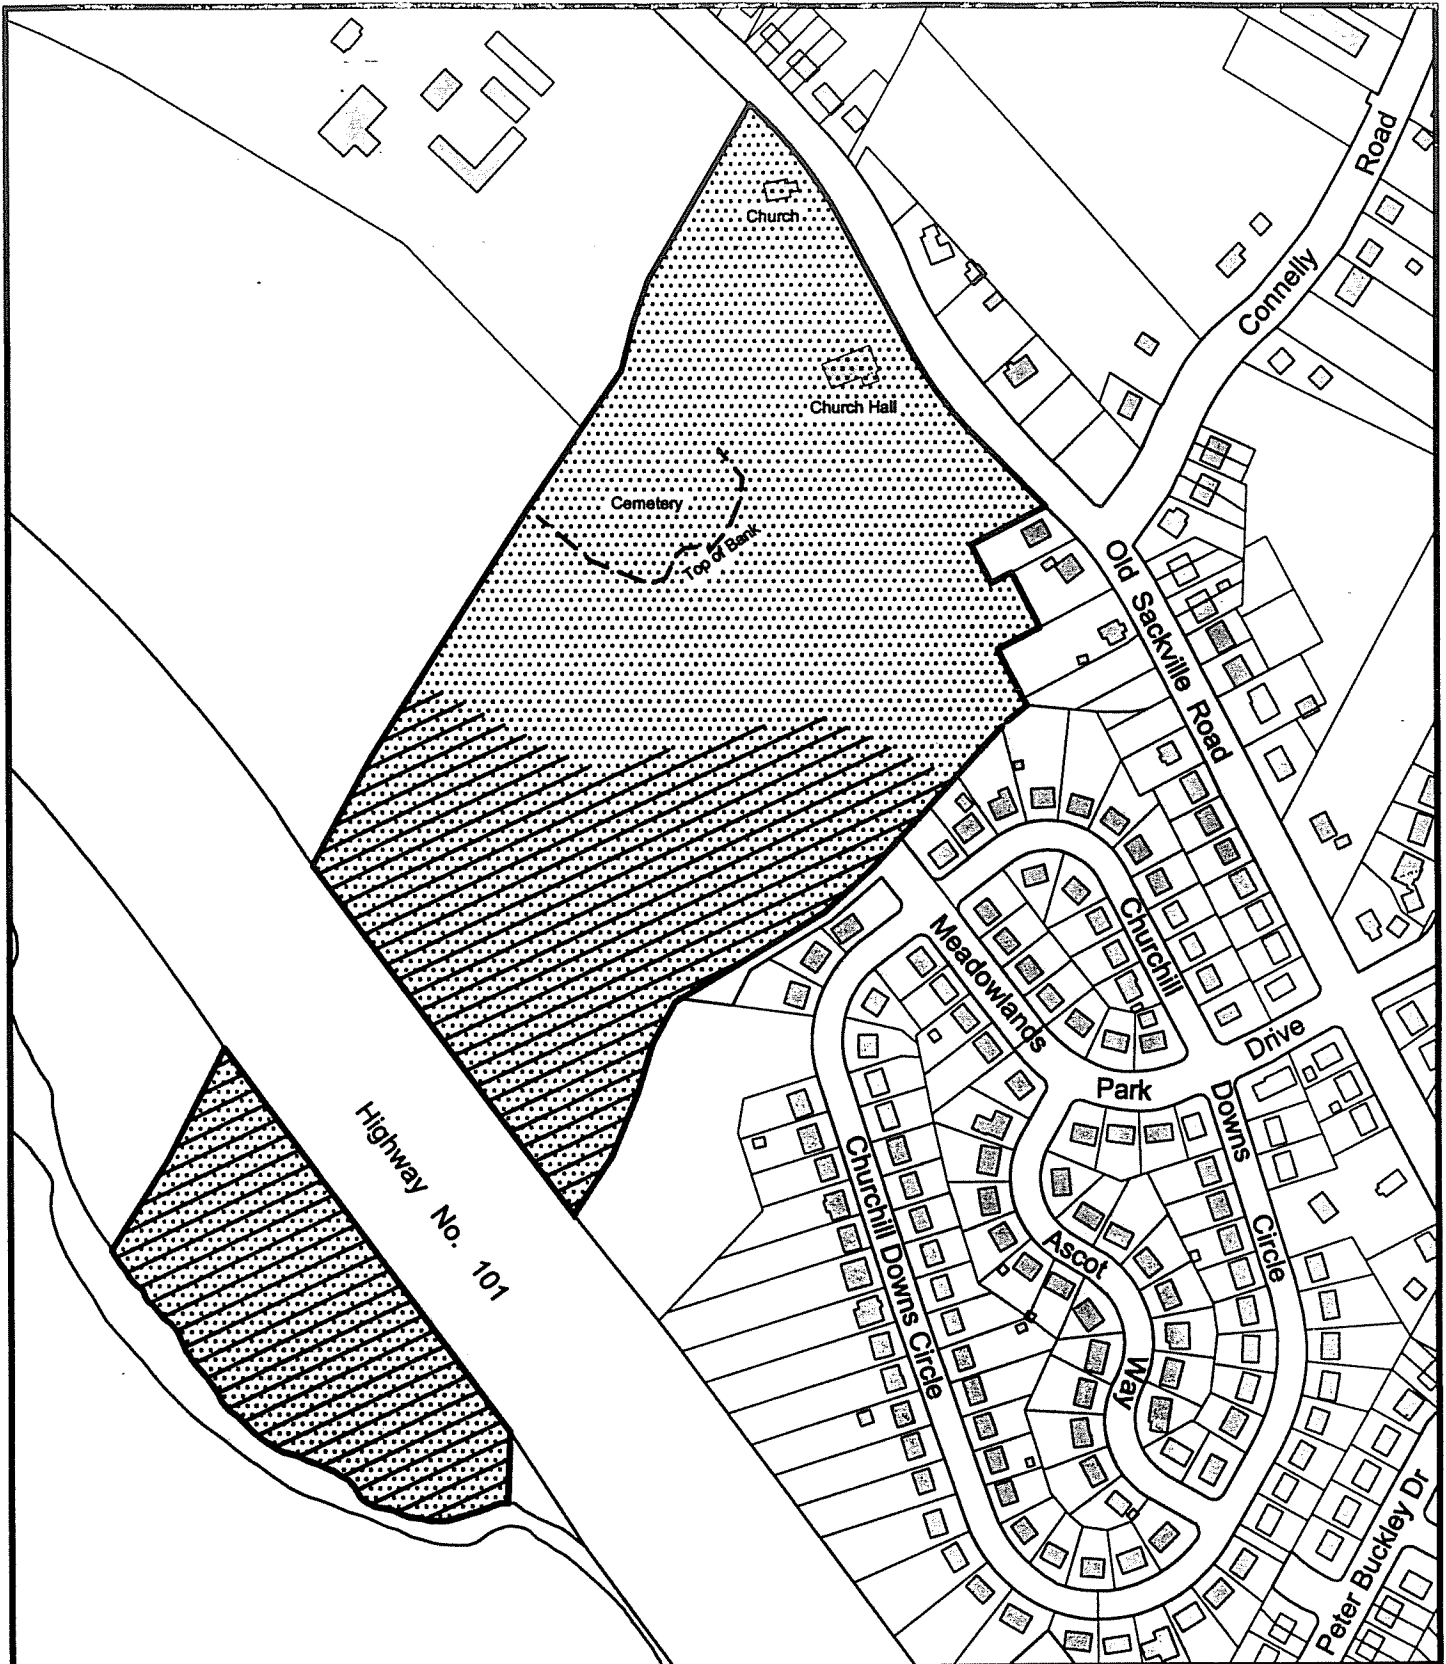 Road
Connelly
Church
Church Hall
Cemetery
Top of Bank
Old Sackville Road
Churchill
Meadowlands
Drive
Park
Downs
Circle
Highway No. 101
Churchill Downs Circle
Ascot
Way
Peter Buckley Dr